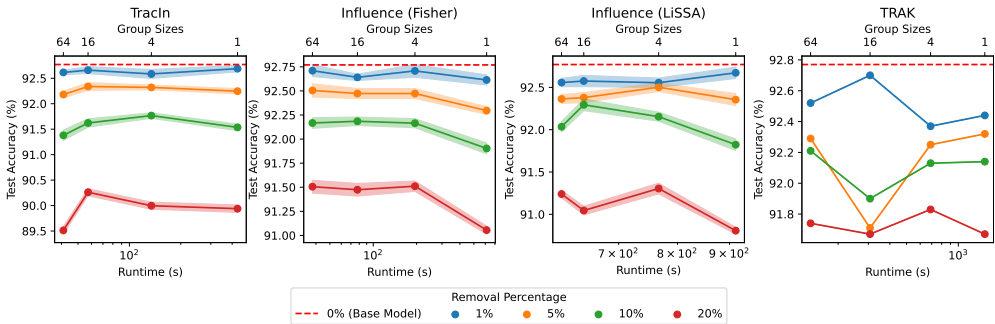 TracIn
Group Sizes
64 16 4 1
Test Accuracy (%)
92.5
92.0
91.5
91.0
90.5
90.0
89.5
10²
Runtime (s)
Influence (Fisher)
Group Sizes
64 16 4 1
Test Accuracy (%)
92.75
92.50
92.25
92.00
91.75
91.50
91.25
91.00
10²
Runtime (s)
Influence (LiSSA)
Group Sizes
64 16 4 1
Test Accuracy (%)
92.5
92.0
91.5
91.0
7 × 10² 8 × 10² 9 × 10²
Runtime (s)
TRAK
Group Sizes
64 16 4 1
Test Accuracy (%)
92.8
92.6
92.4
92.2
92.0
91.8
10³
Runtime (s)
Removal Percentage
0% (Base Model) 1% 5% 10% 20%